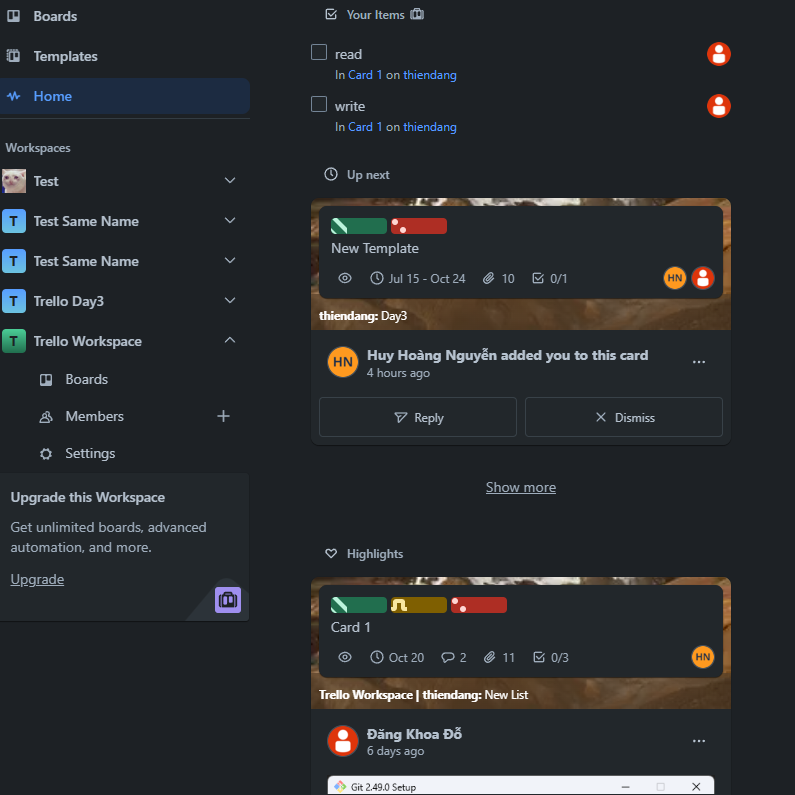 Boards
Templates
Home
Workspaces
Test
T Test Same Name
T Test Same Name
T Trello Day3
T Trello Workspace
Boards
Members
Settings
Upgrade this Workspace
Get unlimited boards, advanced
automation, and more.
Upgrade
Your Items
read
In Card 1 on thiendang
write
In Card 1 on thiendang
Up next
New Template
Jul 15 - Oct 24 10 0/1 HN
thiendang: Day3
HN Huy Hoàng Nguyễn added you to this card
4 hours ago
Reply Dismiss
Show more
Highlights
Card 1
Oct 20 2 11 0/3 HN
Trello Workspace | thiendang: New List
Đăng Khoa Đỗ
6 days ago
Git 2.49.0 Setup